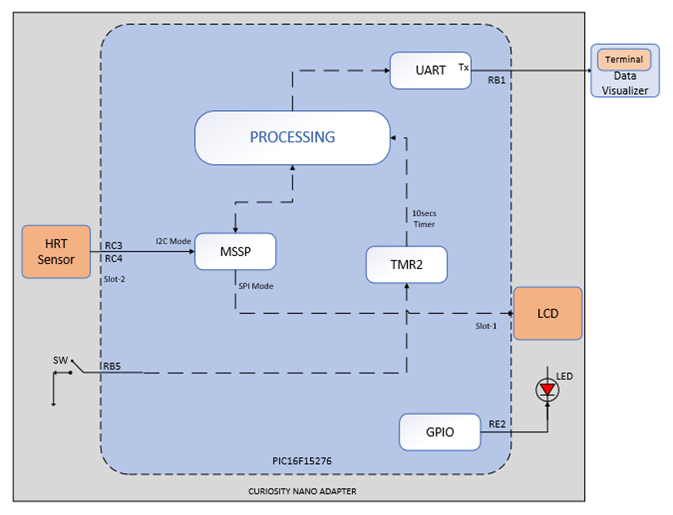 UART
Tx
RB1
Terminal
Data
Visualizer
PROCESSING
10secs
Timer
HRT
Sensor
RC3
RC4
I2C Mode
MSSP
TMR2
Slot-2
SPI Mode
LCD
Slot-1
SW
RB5
LED
GPIO
RE2
PIC16F15276
CURIOSITY NANO ADAPTER